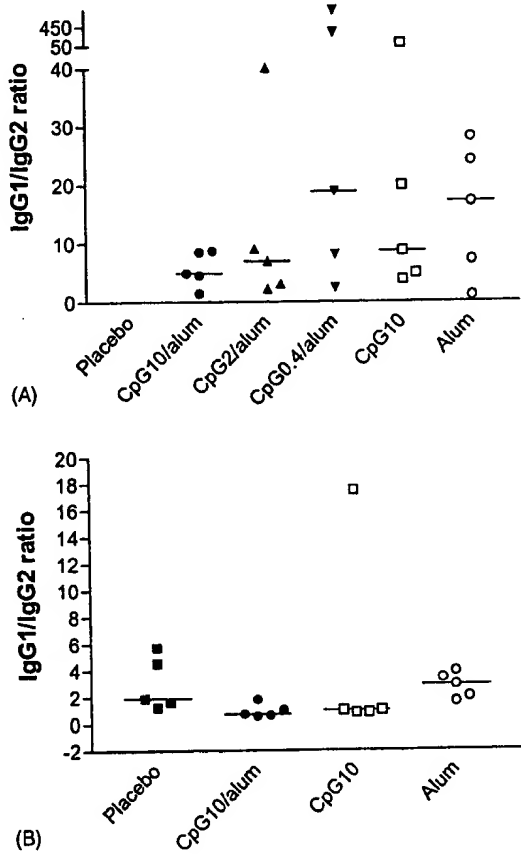 450
50
40
30
20
10
0
IgG1/IgG2 ratio
Placebo
CpG10/alum
CpG2/alum
CpG0.4/alum
CpG10
Alum
(A)
20
18
16
14
12
10
8
6
4
2
0
-2
IgG1/IgG2 ratio
Placebo
CpG10/alum
CpG10
Alum
(B)